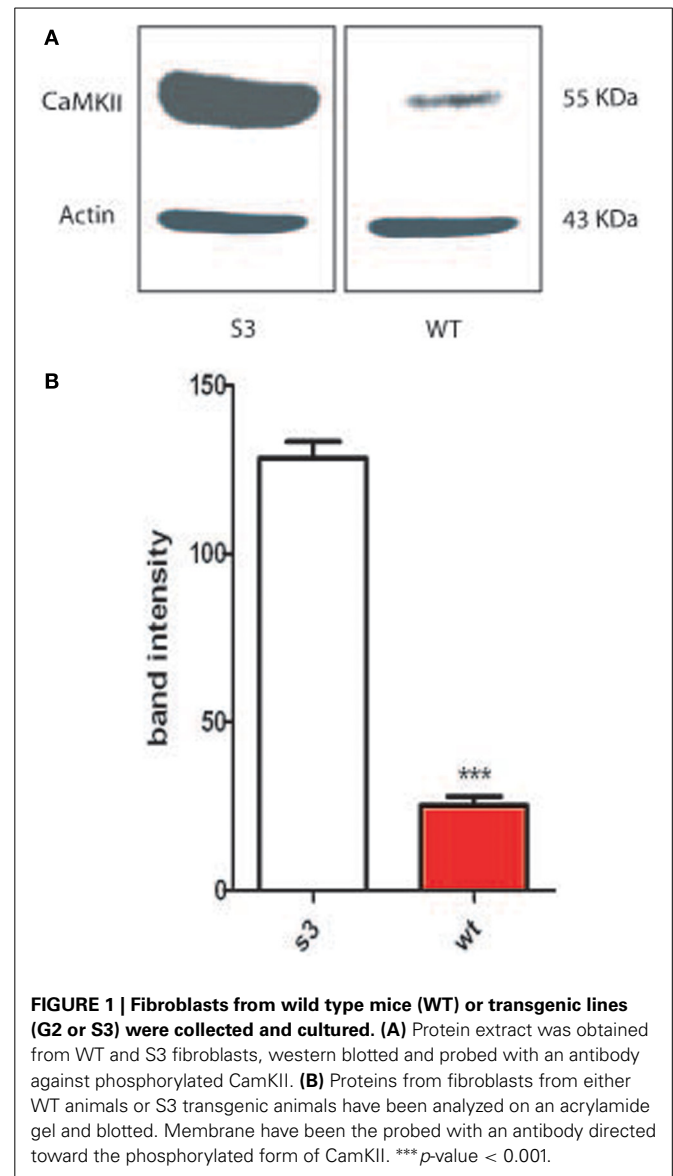 A
CaMKII
55 KDa
Actin
43 KDa
S3
WT
B
150
100
50
0
band intensity
***
s3
wt
FIGURE 1 | Fibroblasts from wild type mice (WT) or transgenic lines
(G2 or S3) were collected and cultured. (A) Protein extract was obtained
from WT and S3 fibroblasts, western blotted and probed with an antibody
against phosphorylated CamKII. (B) Proteins from fibroblasts from either
WT animals or S3 transgenic animals have been analyzed on an acrylamide
gel and blotted. Membrane have been the probed with an antibody directed
toward the phosphorylated form of CamKII. ***p-value < 0.001.